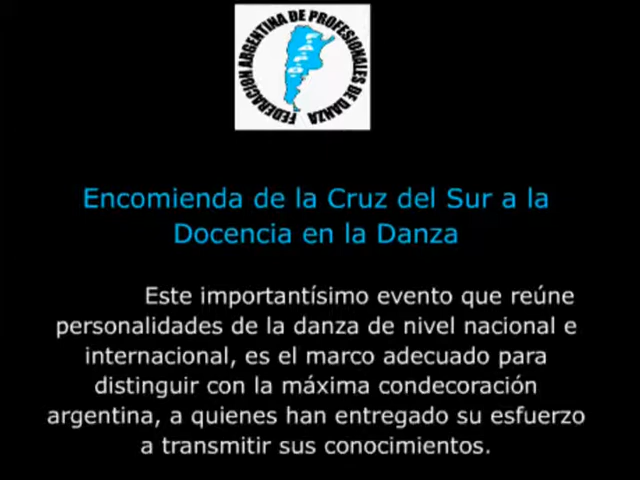 FEDERACION ARGENTINA DE PROFESIONALES DE DANZA
Encomienda de la Cruz del Sur a la
Docencia en la Danza
Este importantísimo evento que reúne
personalidades de la danza de nivel nacional e
internacional, es el marco adecuado para
distinguir con la máxima condecoración
argentina, a quienes han entregado su esfuerzo
a transmitir sus conocimientos.